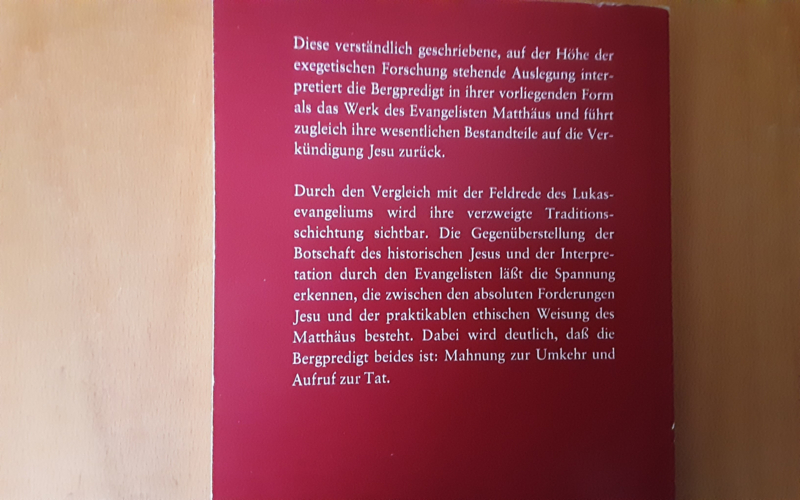 Diese verständlich geschriebene, auf der Höhe der
exegetischen Forschung stehende Auslegung inter-
pretiert die Bergpredigt in ihrer vorliegenden Form
als das Werk des Evangelisten Matthäus und führt
zugleich ihre wesentlichen Bestandteile auf die Ver-
kündigung Jesu zurück.
Durch den Vergleich mit der Feldrede des Lukas-
evangeliums wird ihre verzweigte Traditions-
schichtung sichtbar. Die Gegenüberstellung der
Botschaft des historischen Jesus und der Interpre-
tation durch den Evangelisten läßt die Spannung
erkennen, die zwischen den absoluten Forderungen
Jesu und der praktikablen ethischen Weisung des
Matthäus besteht. Dabei wird deutlich, daß die
Bergpredigt beides ist: Mahnung zur Umkehr und
Aufruf zur Tat.